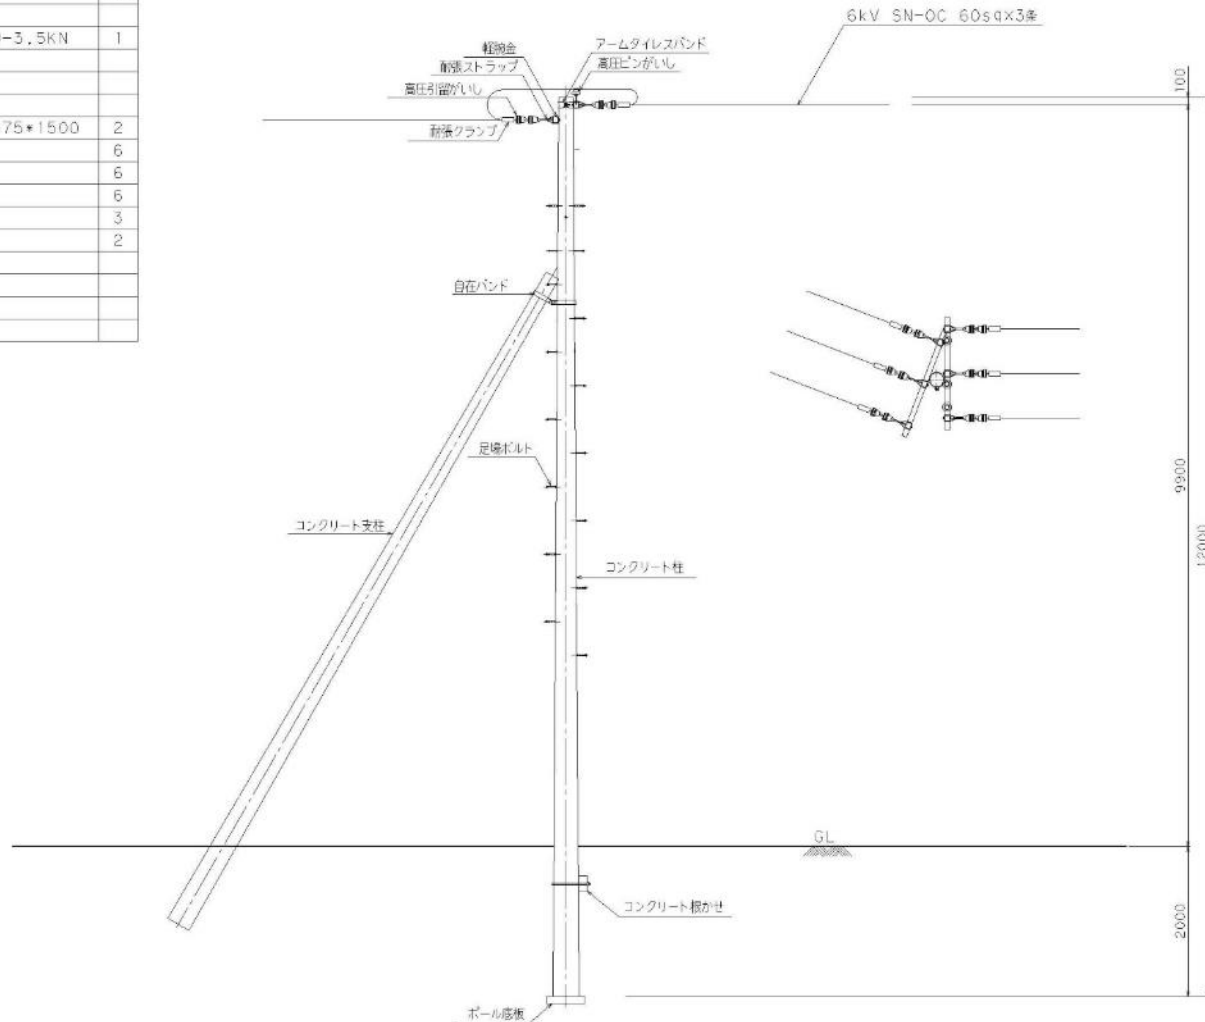 -3.5KN 1
75*1500 2
6
6
6
3
2
6kV SN-OC 60sq×3条
軽腕金
アームタイレスバンド
耐張ストラップ
高圧ピンがいし
高圧引留がいし
耐張クランプ
100
自在バンド
足場ボルト
9900
コンクリート支柱
12000
コンクリート柱
GL
コンクリート根かせ
2000
ポール底板